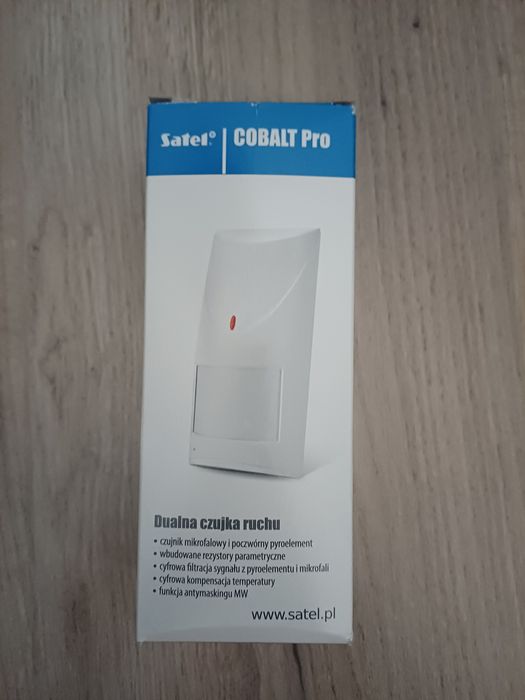 Satel® COBALT Pro
Dualna czujka ruchu
• czujnik mikrofalowy i poczwórny pyroelement
• wbudowane rezystory parametryczne
• cyfrowa filtracja sygnału z pyroelementu i mikrofali
• cyfrowa kompensacja temperatury
• funkcja antymaskingu MW
www.satel.pl